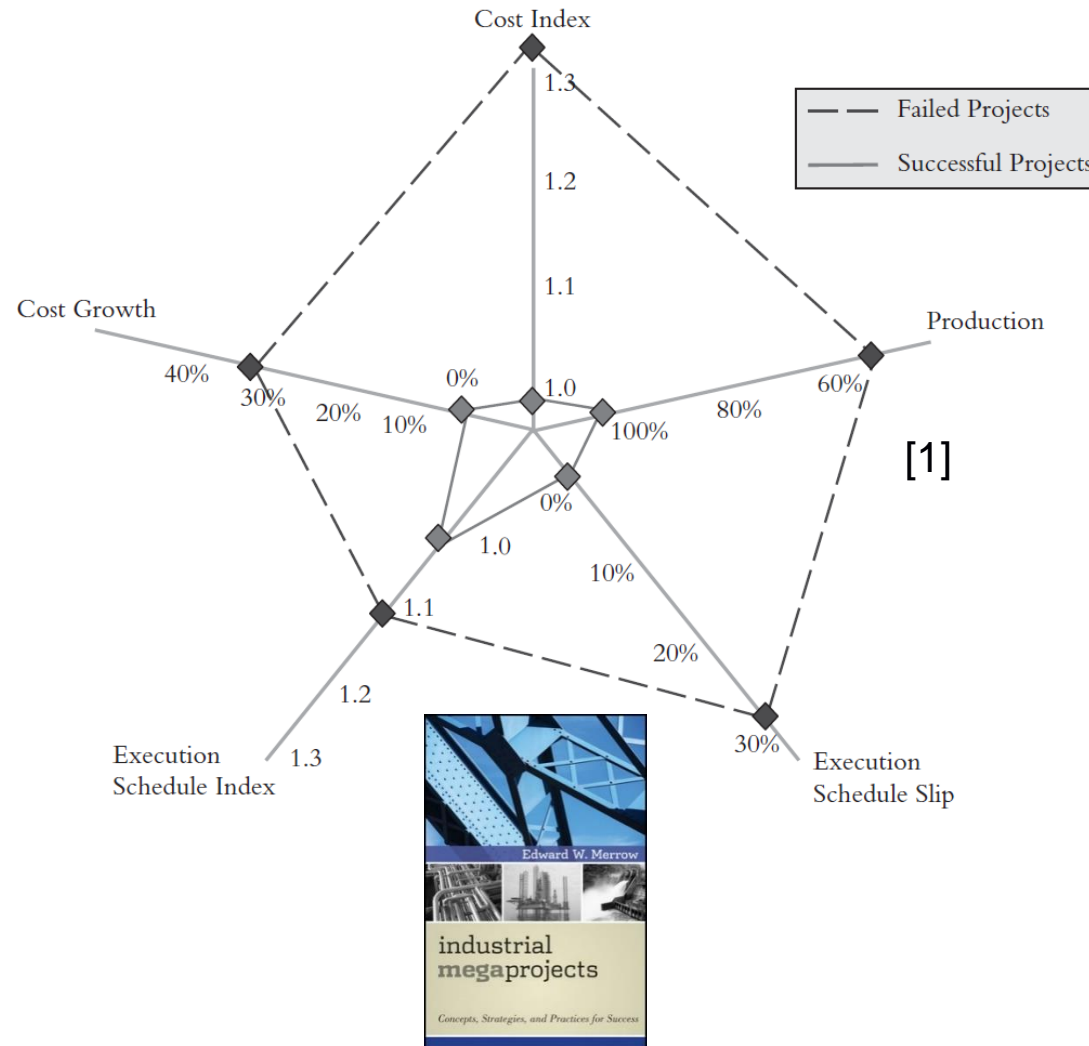 Cost Index
1.3
Failed Projects
Successful Projects
1.2
1.1
Cost Growth
Production
40%
30%
20%
10%
0%
1.0
100%
80%
60%
[1]
0%
1.0
10%
1.1
20%
1.2
30%
Execution
Schedule Index
1.3
Execution
Schedule Slip
Edward W. Merrow
industrial
megaprojects
Concepts, Strategies, and Practices for Success